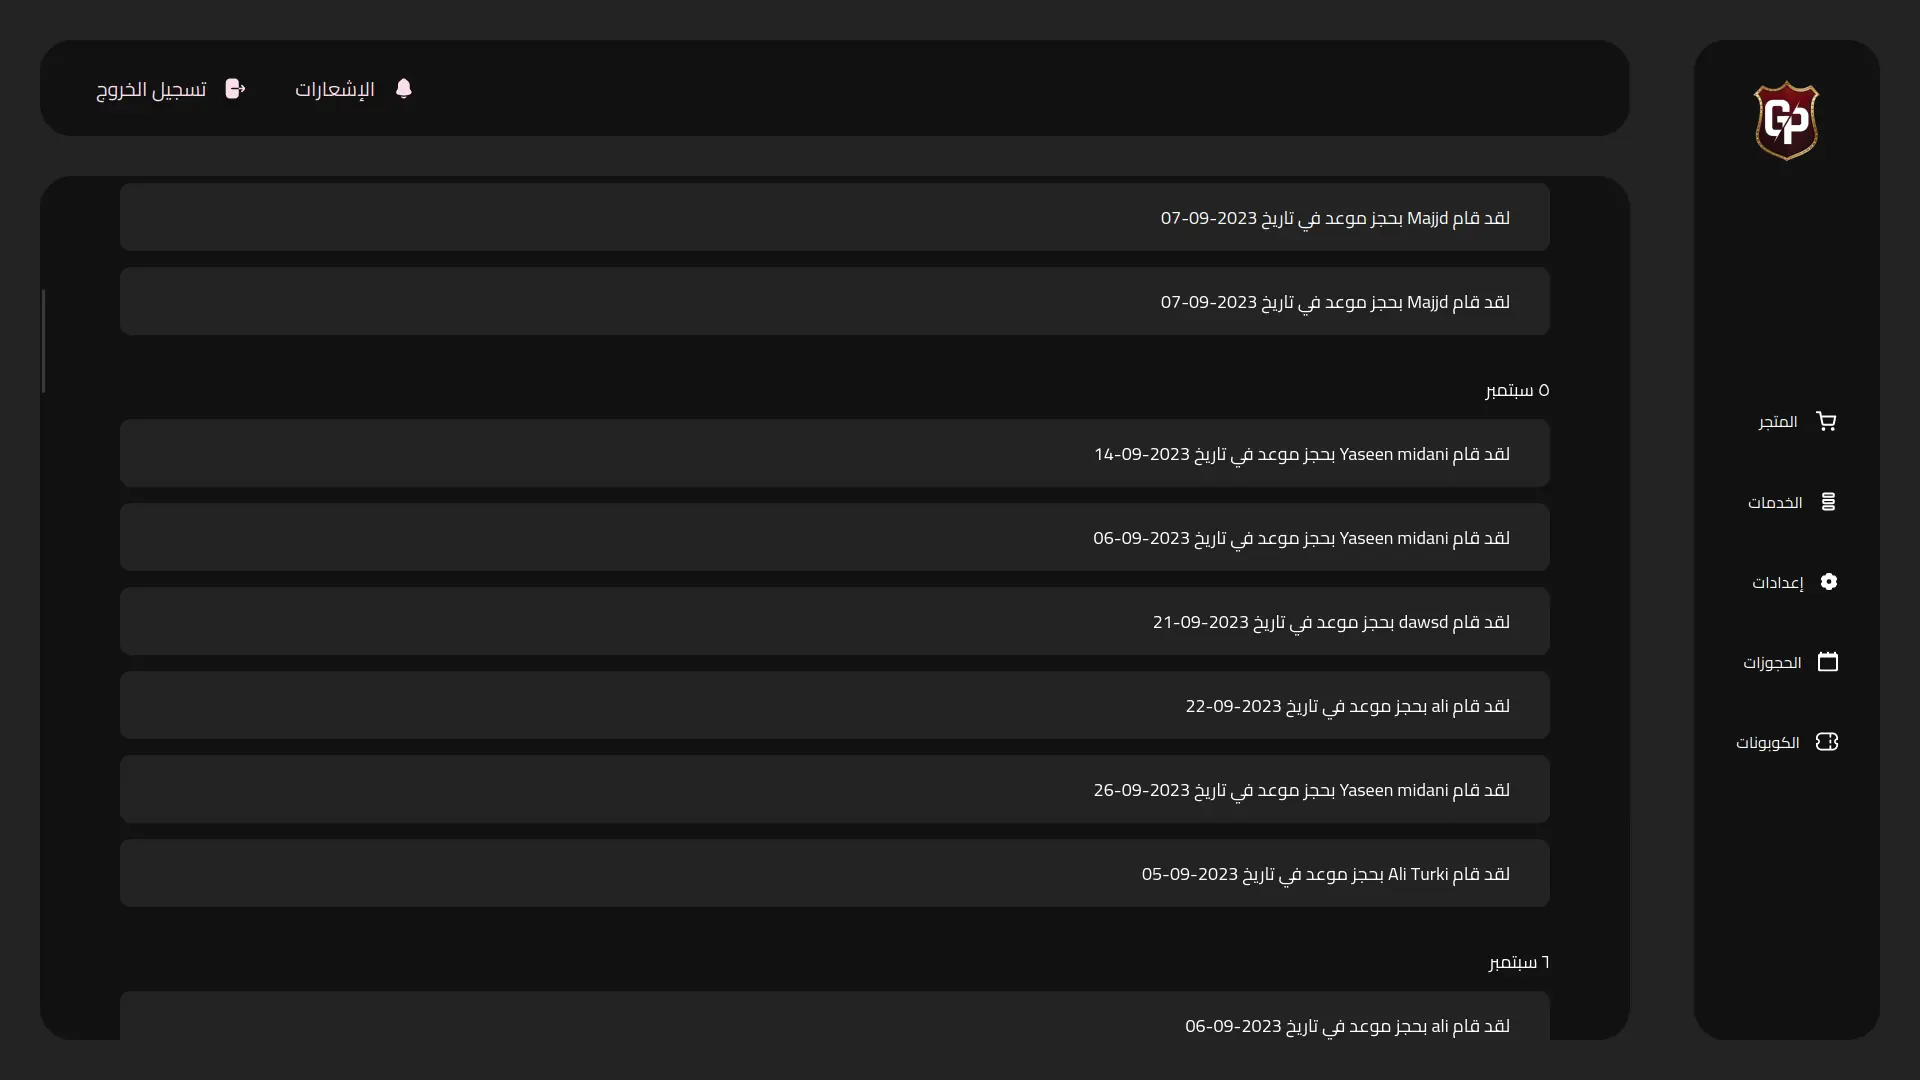 الإشعارات
تسجيل الخروج
GP
المتجر
الخدمات
إعدادات
الحجوزات
الكوبونات
لقد قام Majjd بحجز موعد في تاريخ 2023-09-07
لقد قام Majjd بحجز موعد في تاريخ 2023-09-07
٥ سبتمبر
لقد قام Yaseen midani بحجز موعد في تاريخ 2023-09-14
لقد قام Yaseen midani بحجز موعد في تاريخ 2023-09-06
لقد قام dawsd بحجز موعد في تاريخ 2023-09-21
لقد قام ali بحجز موعد في تاريخ 2023-09-22
لقد قام Yaseen midani بحجز موعد في تاريخ 2023-09-26
لقد قام Ali Turki بحجز موعد في تاريخ 2023-09-05
٦ سبتمبر
لقد قام ali بحجز موعد في تاريخ 2023-09-06